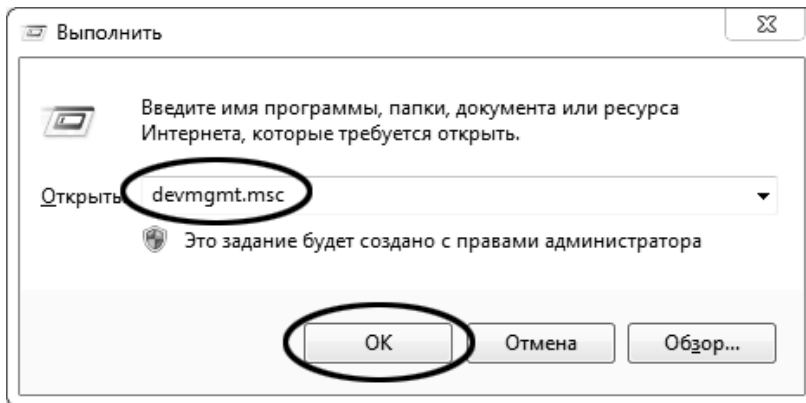 Выполнить
Введите имя программы, папки, документа или ресурса
Интернета, которые требуется открыть.
Открыть devmgmt.msc
Это задание будет создано с правами администратора
ОК Отмена Обзор...